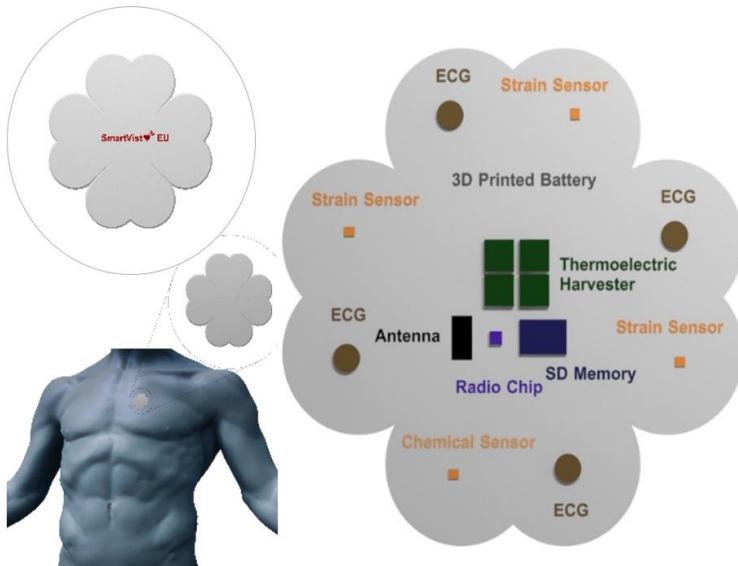 SmartVist EU
ECG
Strain Sensor
3D Printed Battery
Strain Sensor
ECG
Thermoelectric
Harvester
ECG
Antenna
Strain Sensor
SD Memory
Radio Chip
Chemical Sensor
ECG